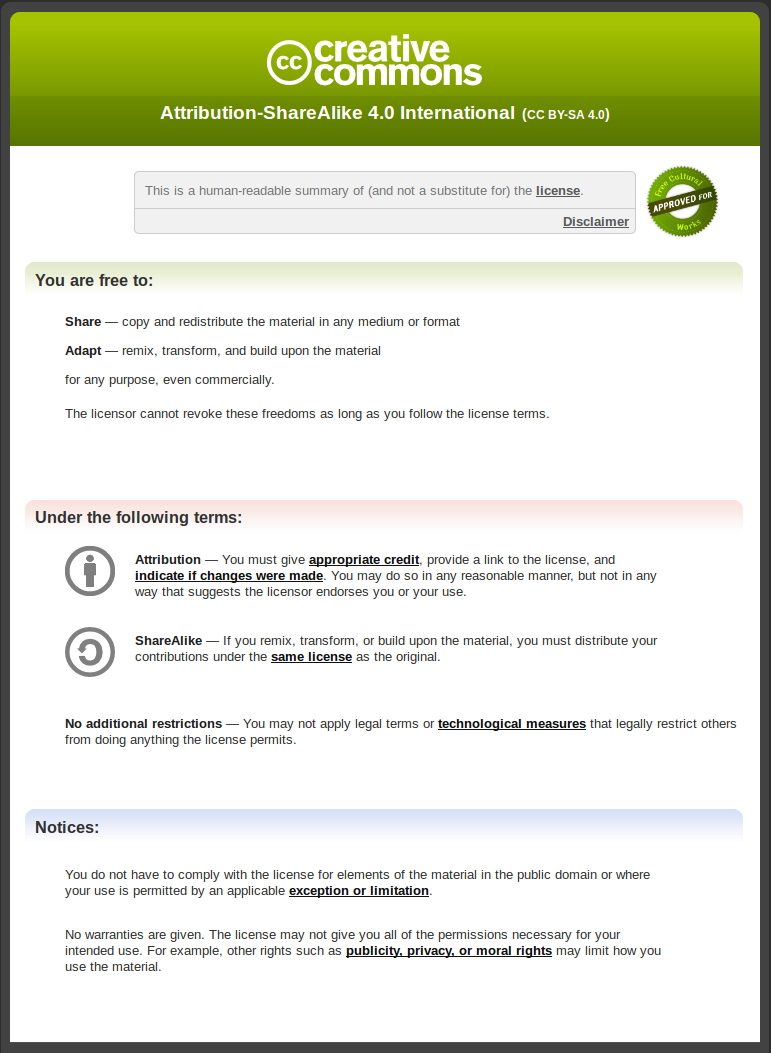 cc creative
commons
Attribution-ShareAlike 4.0 International (CC BY-SA 4.0)
This is a human-readable summary of (and not a substitute for) the license.
Disclaimer
Free Cultural
APPROVED FOR
Works
You are free to:
Share — copy and redistribute the material in any medium or format
Adapt — remix, transform, and build upon the material
for any purpose, even commercially.
The licensor cannot revoke these freedoms as long as you follow the license terms.
Under the following terms:
Attribution — You must give appropriate credit, provide a link to the license, and
indicate if changes were made. You may do so in any reasonable manner, but not in any
way that suggests the licensor endorses you or your use.
ShareAlike — If you remix, transform, or build upon the material, you must distribute your
contributions under the same license as the original.
No additional restrictions — You may not apply legal terms or technological measures that legally restrict others
from doing anything the license permits.
Notices:
You do not have to comply with the license for elements of the material in the public domain or where
your use is permitted by an applicable exception or limitation.
No warranties are given. The license may not give you all of the permissions necessary for your
intended use. For example, other rights such as publicity, privacy, or moral rights may limit how you
use the material.